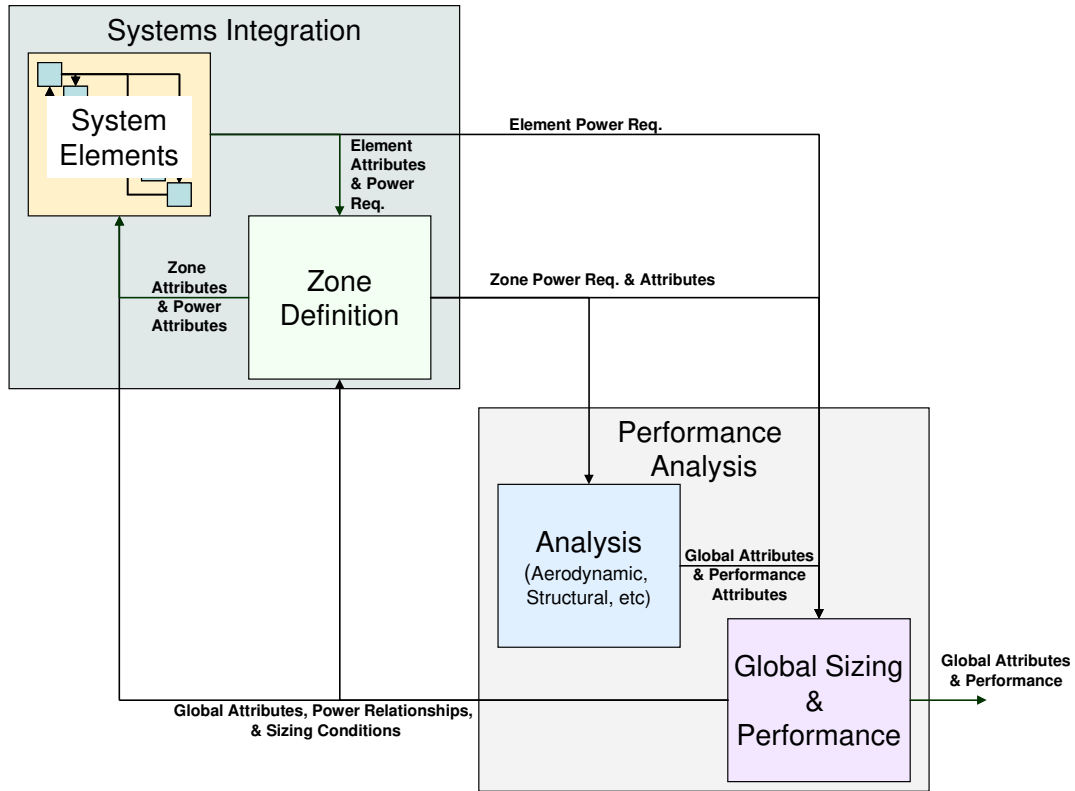 Systems Integration
System
Elements
Element Power Req.
Element
Attributes
& Power
Req.
Zone
Attributes
& Power
Attributes
Zone
Definition
Zone Power Req. & Attributes
Performance
Analysis
Analysis
(Aerodynamic,
Structural, etc)
Global Attributes
& Performance
Attributes
Global Sizing
&
Performance
Global Attributes
& Performance
Global Attributes, Power Relationships,
& Sizing Conditions